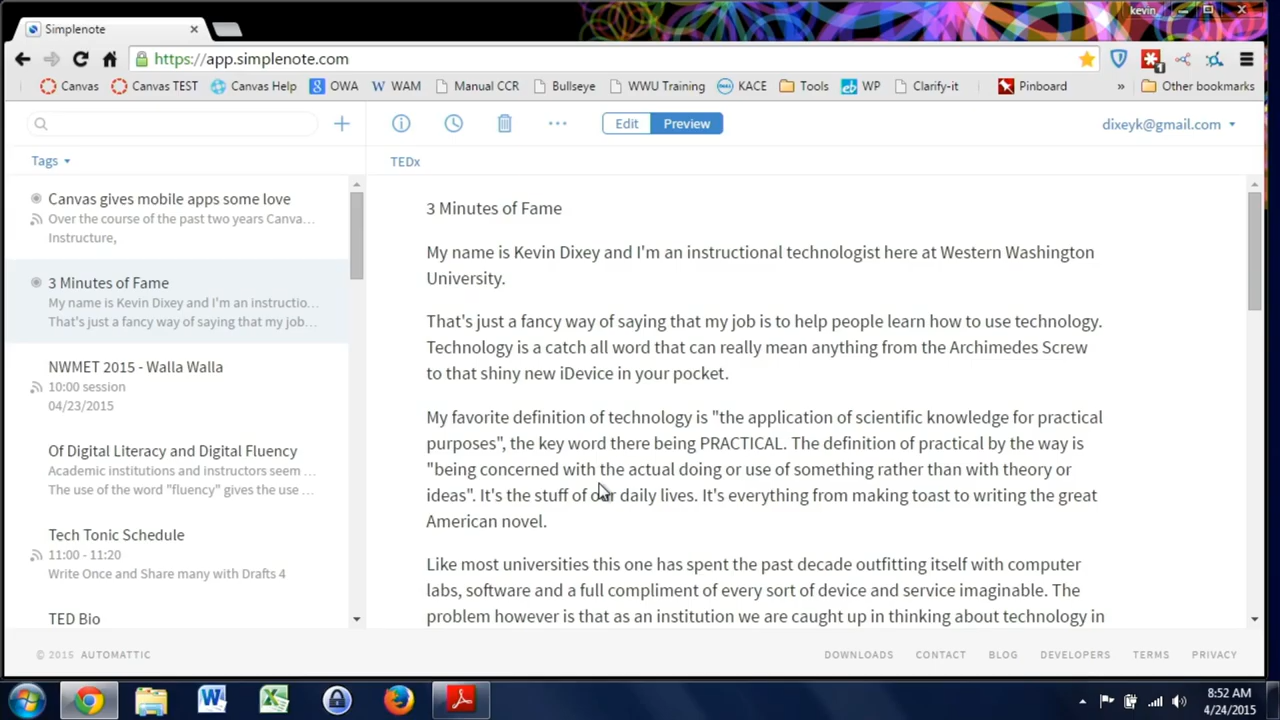 kevin
Simplenote
https://app.simplenote.com
Canvas
Canvas TEST
Canvas Help
OWA
WAM
Manual CCR
Bullseye
WWU Training
KACE
Tools
WP
Clarify-it
Pinboard
»
Other bookmarks
Edit
Preview
dixeyk@gmail.com
Tags
TEDx
Canvas gives mobile apps some love
Over the course of the past two years Canva...
Instructure,
3 Minutes of Fame
My name is Kevin Dixey and I'm an instructio...
That's just a fancy way of saying that my job...
NWMET 2015 - Walla Walla
10:00 session
04/23/2015
Of Digital Literacy and Digital Fluency
Academic institutions and instructors seem ...
The use of the word "fluency" gives the use ...
Tech Tonic Schedule
11:00 - 11:20
Write Once and Share many with Drafts 4
TED Bio
3 Minutes of Fame
My name is Kevin Dixey and I'm an instructional technologist here at Western Washington
University.
That's just a fancy way of saying that my job is to help people learn how to use technology.
Technology is a catch all word that can really mean anything from the Archimedes Screw
to that shiny new iDevice in your pocket.
My favorite definition of technology is "the application of scientific knowledge for practical
purposes", the key word there being PRACTICAL. The definition of practical by the way is
"being concerned with the actual doing or use of something rather than with theory or
ideas". It's the stuff of our daily lives. It's everything from making toast to writing the great
American novel.
Like most universities this one has spent the past decade outfitting itself with computer
labs, software and a full compliment of every sort of device and service imaginable. The
problem however is that as an institution we are caught up in thinking about technology in
© 2015 AUTOMATTIC
DOWNLOADS
CONTACT
BLOG
DEVELOPERS
TERMS
PRIVACY
8:52 AM
4/24/2015